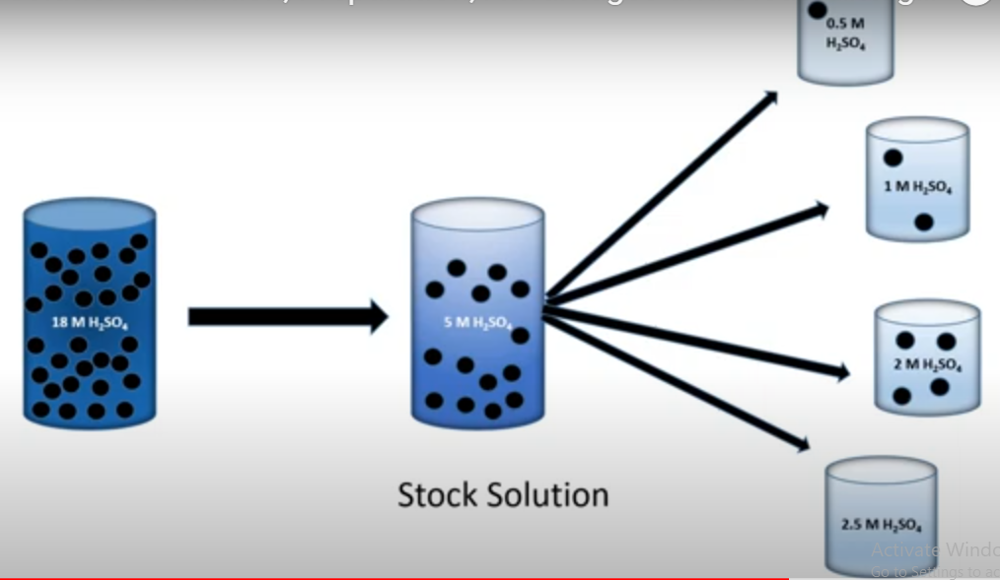 0.5 M
H₂SO₄
1 M H₂SO₄
18 M H₂SO₄
5 M H₂SO₄
2 M H₂SO₄
Stock Solution
2.5 M H₂SO₄
Activate Windo
Go to Settings to ac